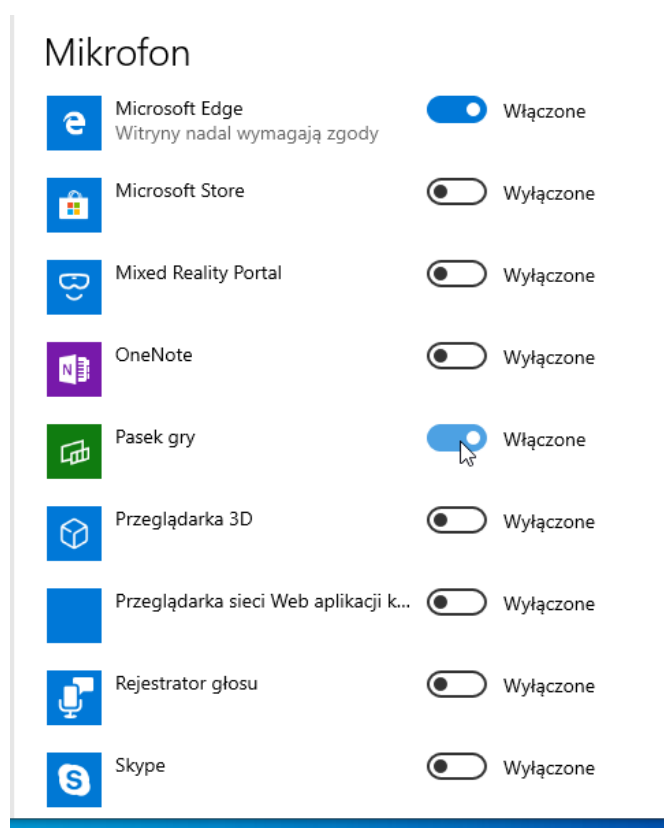 Mikrofon
Microsoft Edge
Włączone
Witryny nadal wymagają zgody
Microsoft Store
Wyłączone
Mixed Reality Portal
Wyłączone
OneNote
Wyłączone
Pasek gry
Włączone
Przeglądarka 3D
Wyłączone
Przeglądarka sieci Web aplikacji k...
Wyłączone
Rejestrator głosu
Wyłączone
Skype
Wyłączone